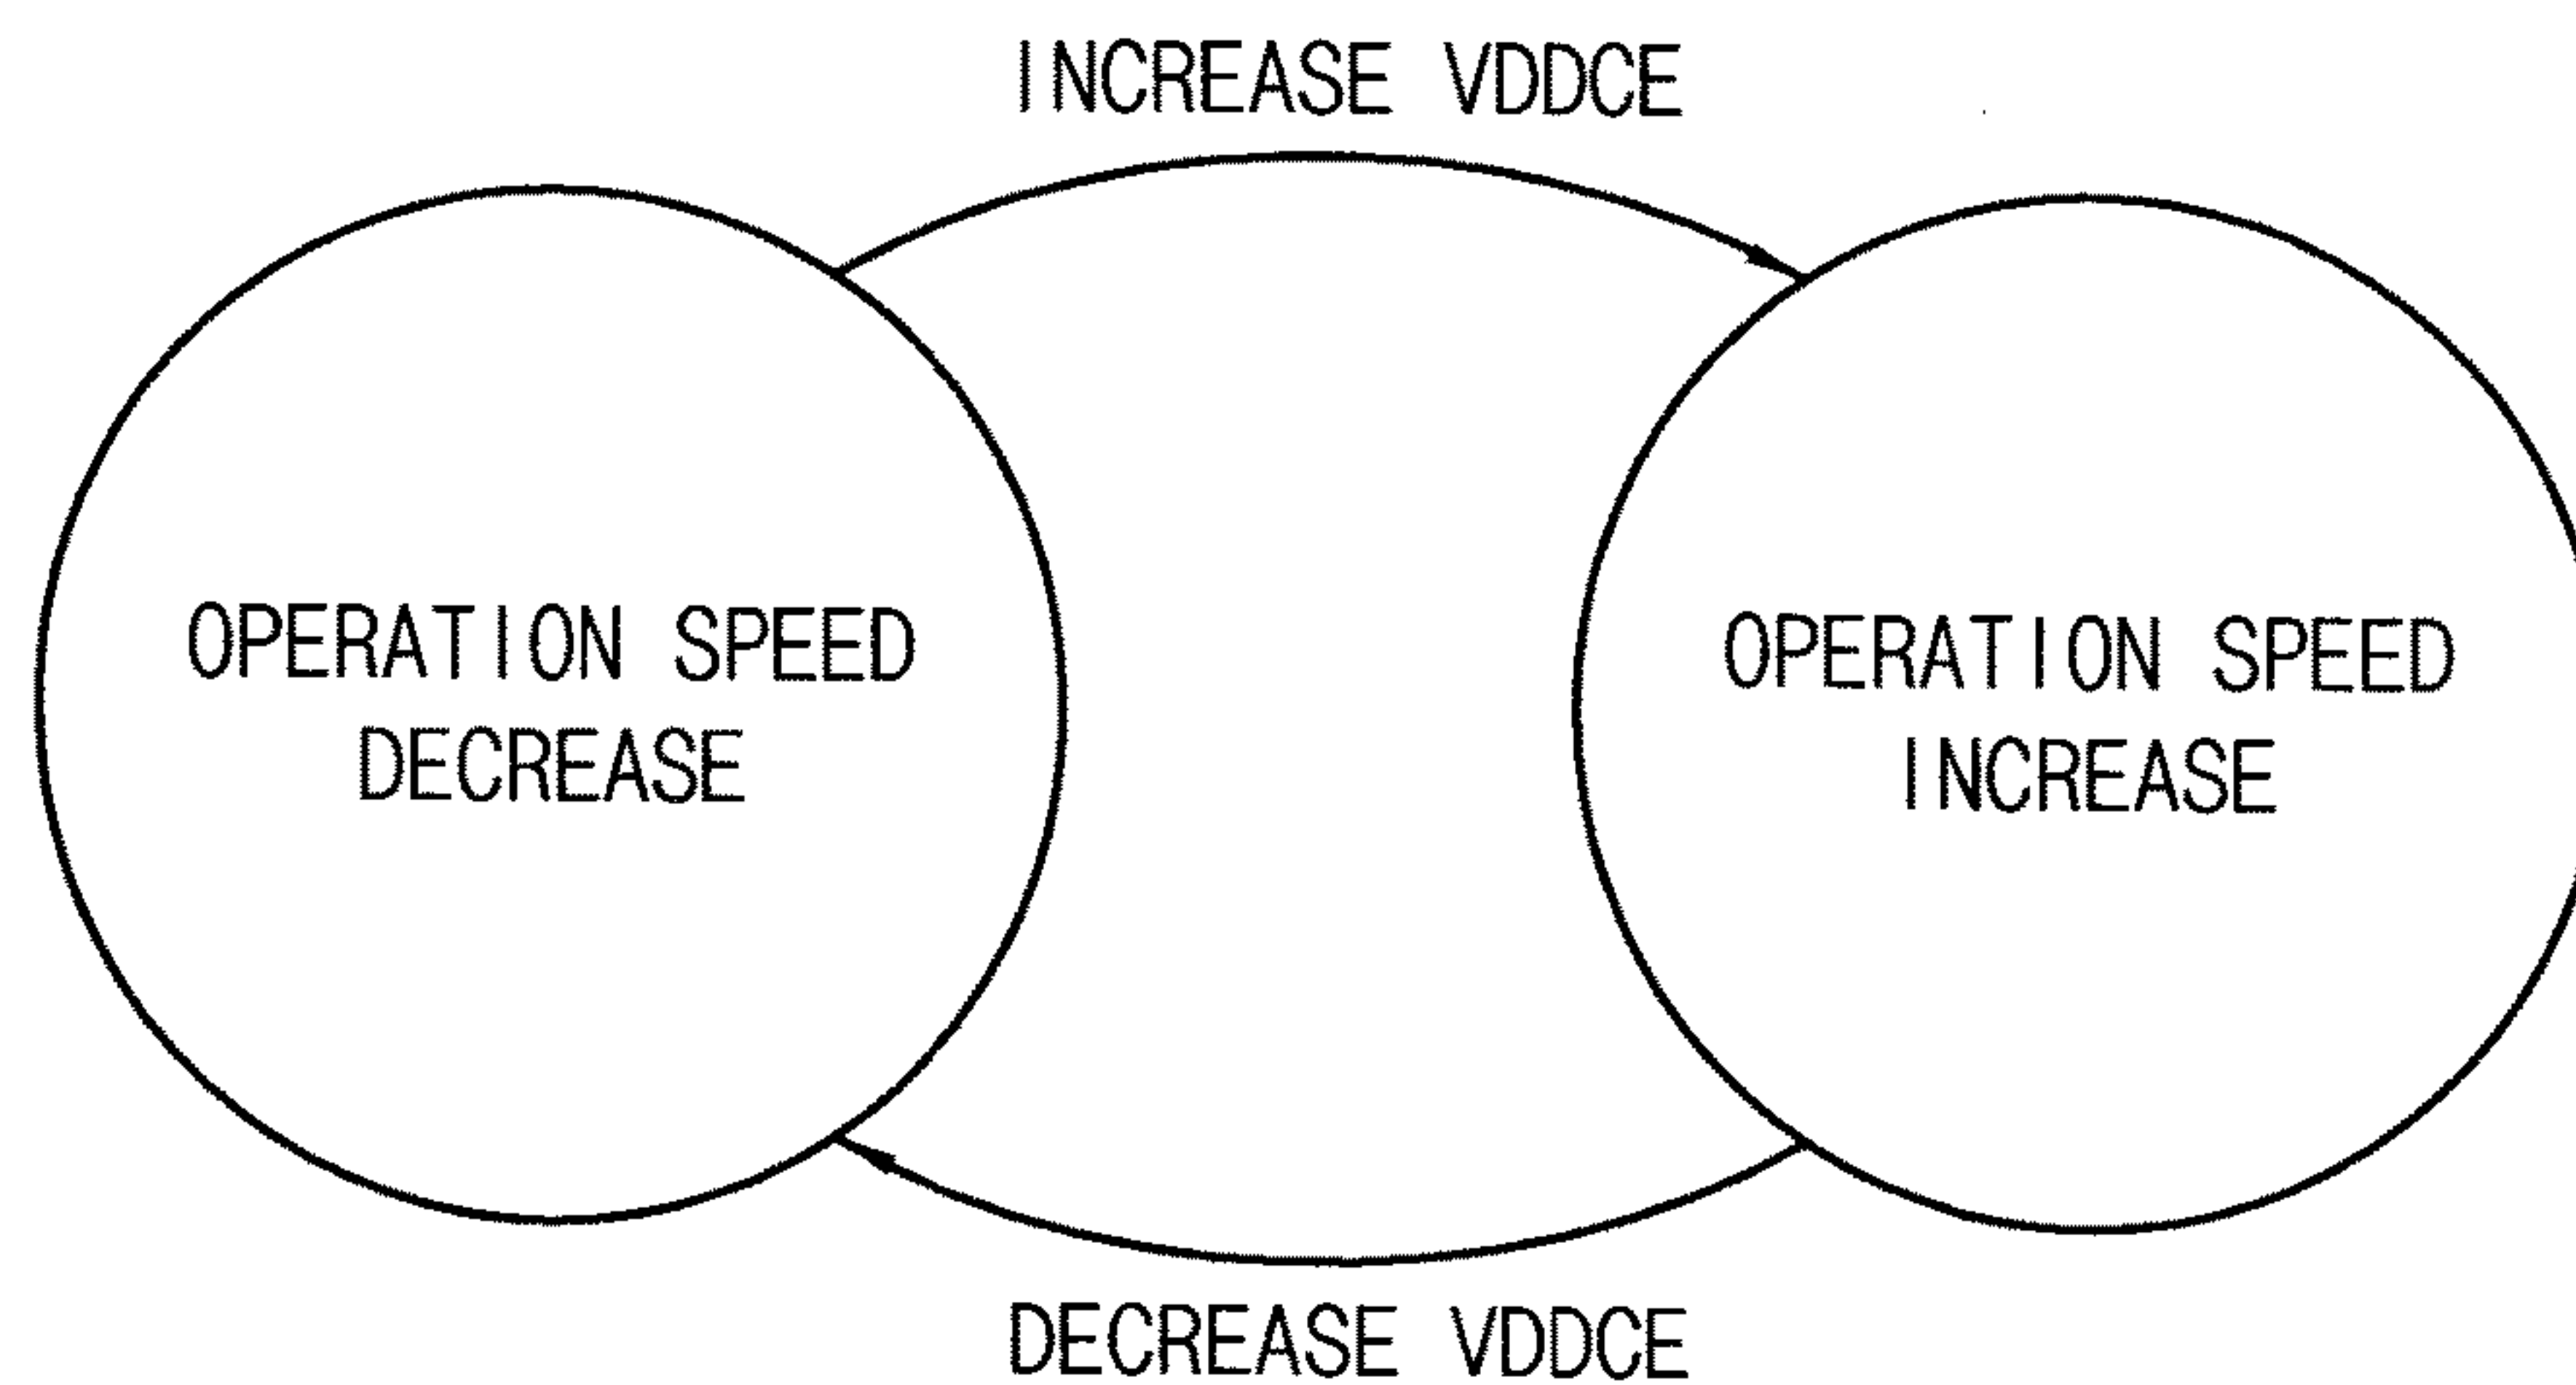 INCREASE VDDCE
OPERATION SPEED
DECREASE
OPERATION SPEED
INCREASE
DECREASE VDDCE